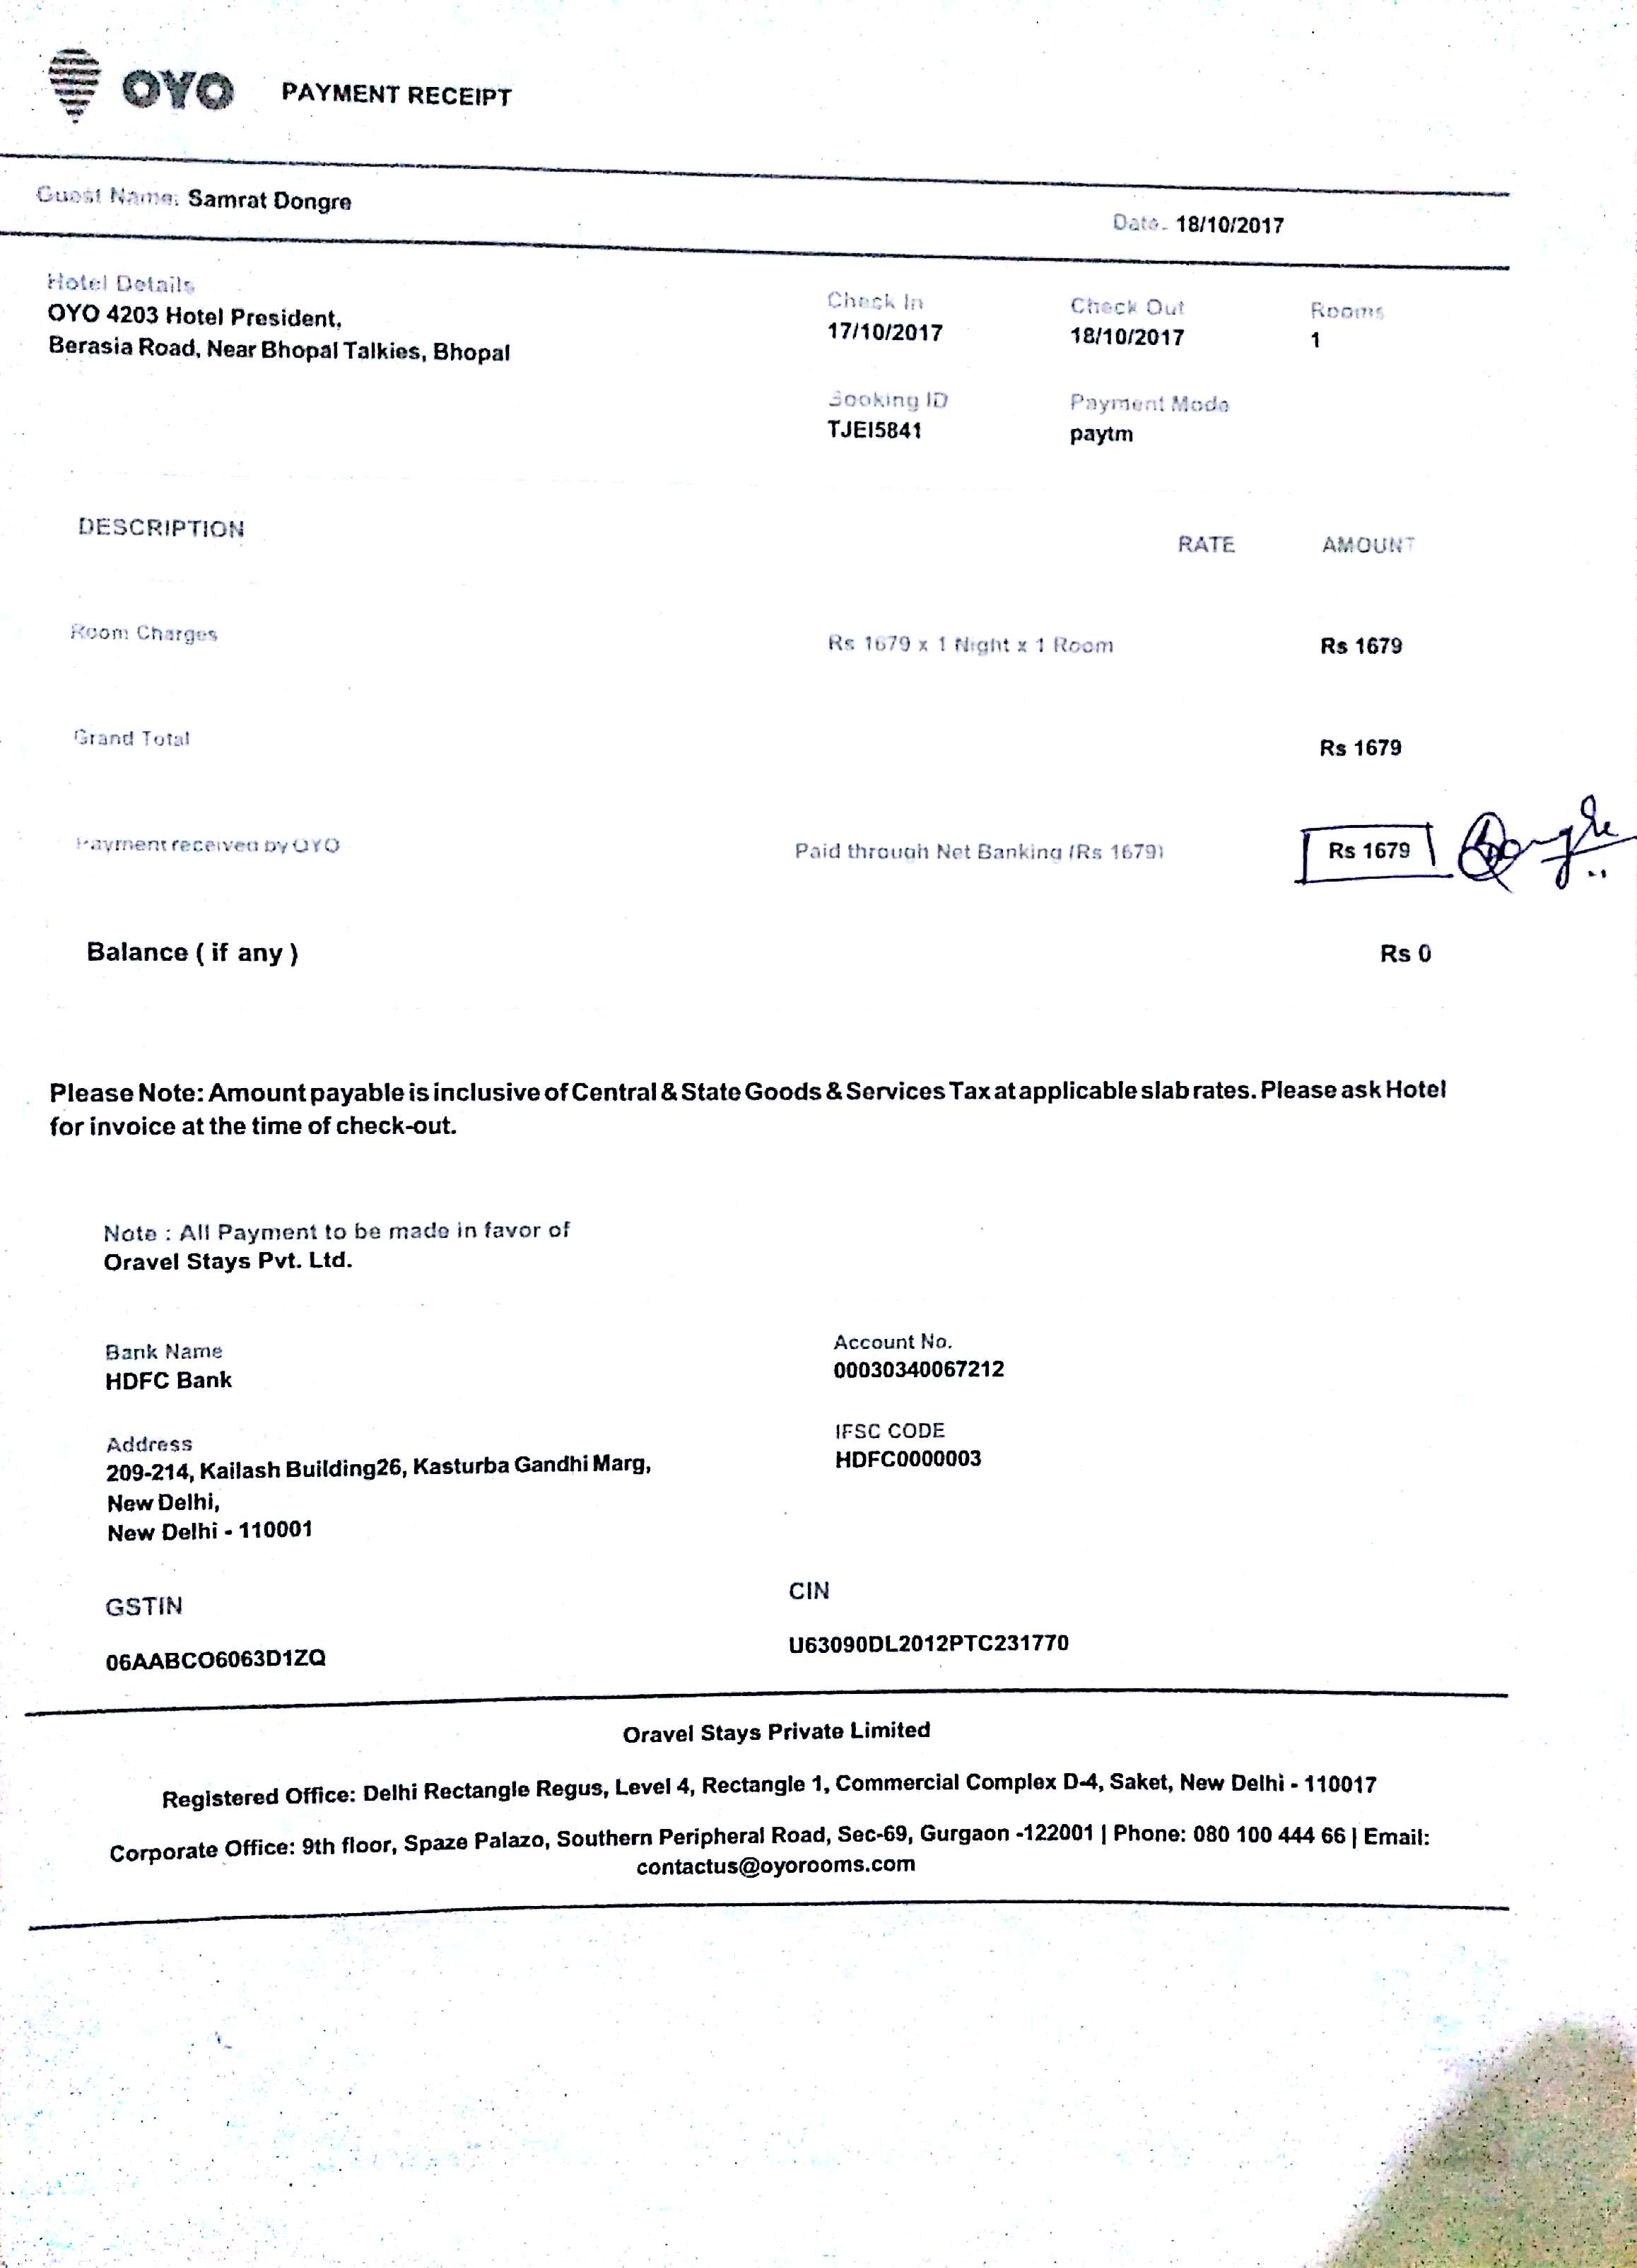 OYO PAYMENT RECEIPT
Guest Name: Samrat Dongre
Date- 18/10/2017
Hotel Details
OYO 4203 Hotel President,
Berasia Road, Near Bhopal Talkies, Bhopal
Check In Check Out Rooms
17/10/2017 18/10/2017 1
Booking ID Payment Mode
TJEI5841 paytm
DESCRIPTION RATE AMOUNT
Room Charges Rs 1679 x 1 Night x 1 Room Rs 1679
Grand Total Rs 1679
Payment received by OYO Paid through Net Banking (Rs 1679) Rs 1679 Dongre
Balance ( if any ) Rs 0
Please Note: Amount payable is inclusive of Central & State Goods & Services Tax at applicable slab rates. Please ask Hotel
for invoice at the time of check-out.
Note : All Payment to be made in favor of
Oravel Stays Pvt. Ltd.
Bank Name Account No.
HDFC Bank 00030340067212
Address IFSC CODE
209-214, Kailash Building26, Kasturba Gandhi Marg, HDFC0000003
New Delhi,
New Delhi - 110001
GSTIN CIN
06AABCO6063D1ZQ U63090DL2012PTC231770
Oravel Stays Private Limited
Registered Office: Delhi Rectangle Regus, Level 4, Rectangle 1, Commercial Complex D-4, Saket, New Delhi - 110017
Corporate Office: 9th floor, Spaze Palazo, Southern Peripheral Road, Sec-69, Gurgaon -122001 | Phone: 080 100 444 66 | Email:
contactus@oyorooms.com